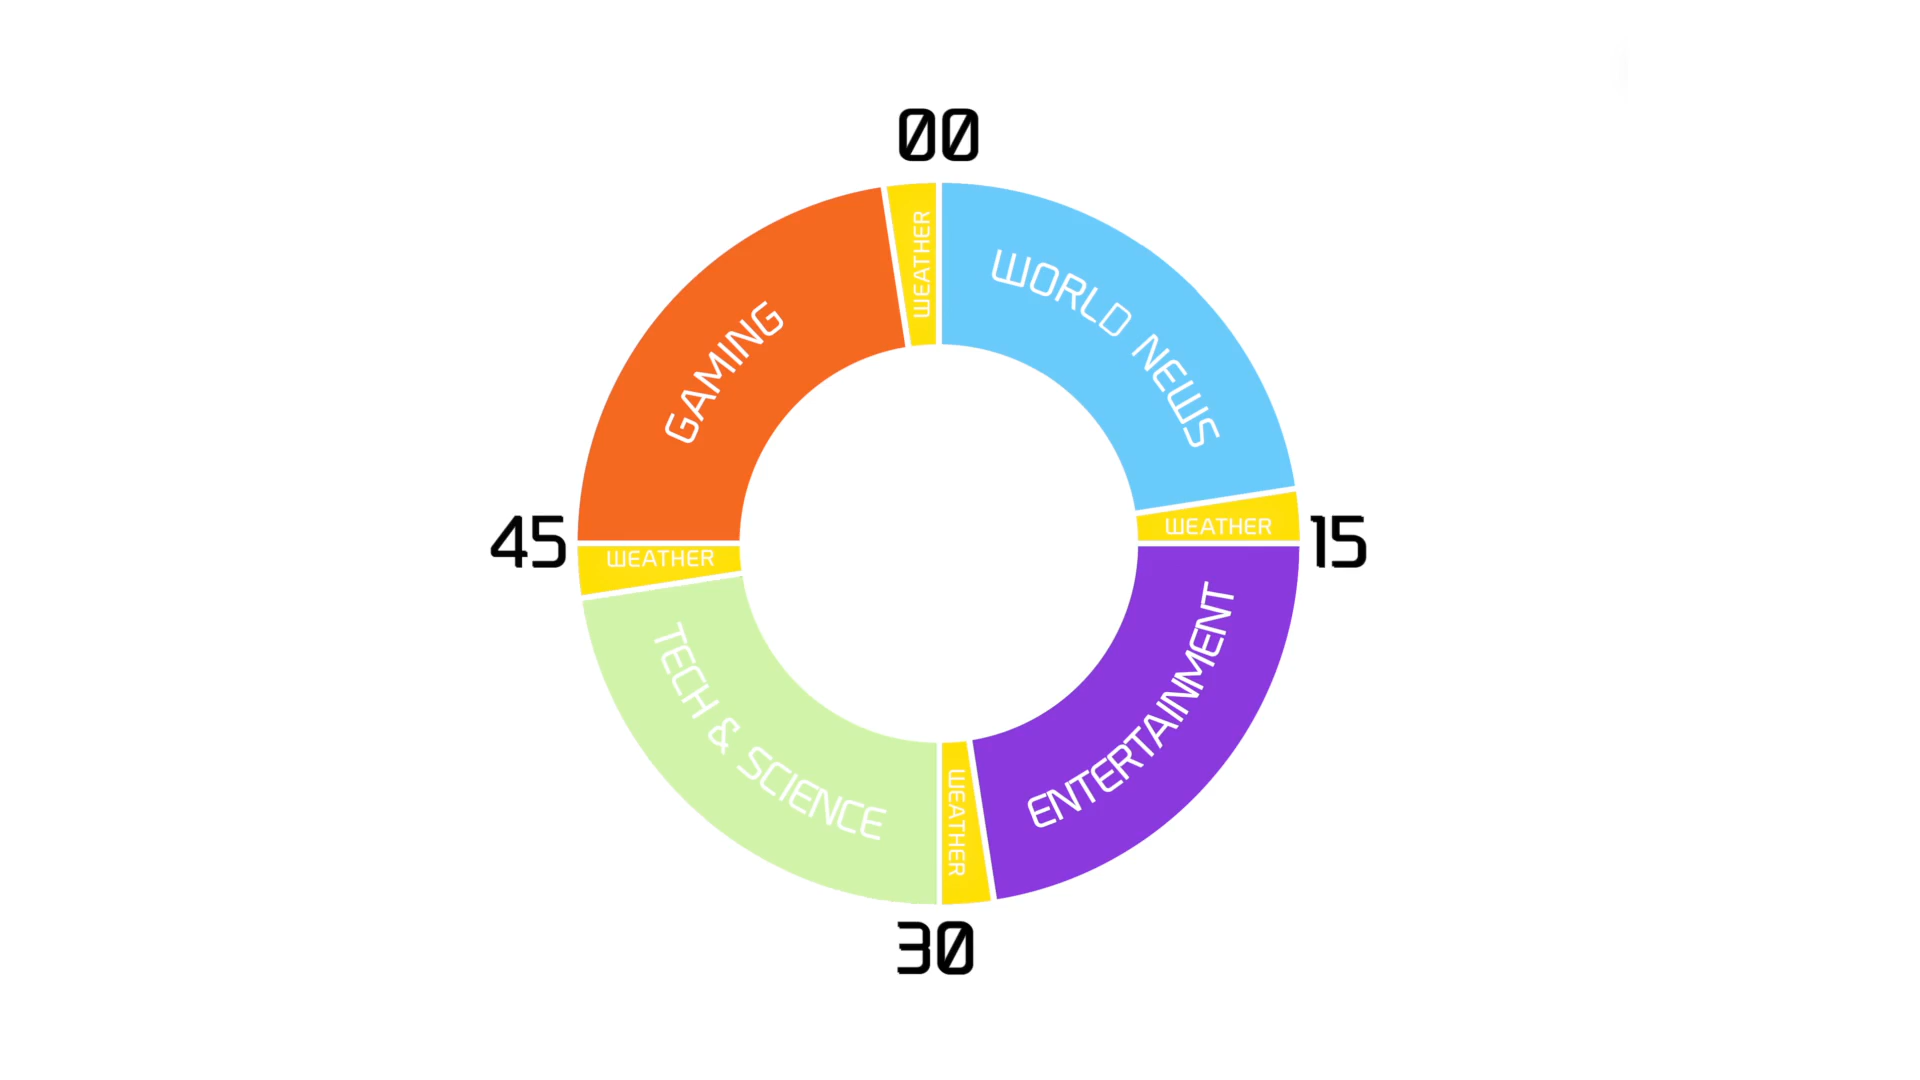 00
WEATHER
WORLD NEWS
GAMING
45
WEATHER
WEATHER
15
TECH & SCIENCE
ENTERTAINMENT
WEATHER
30